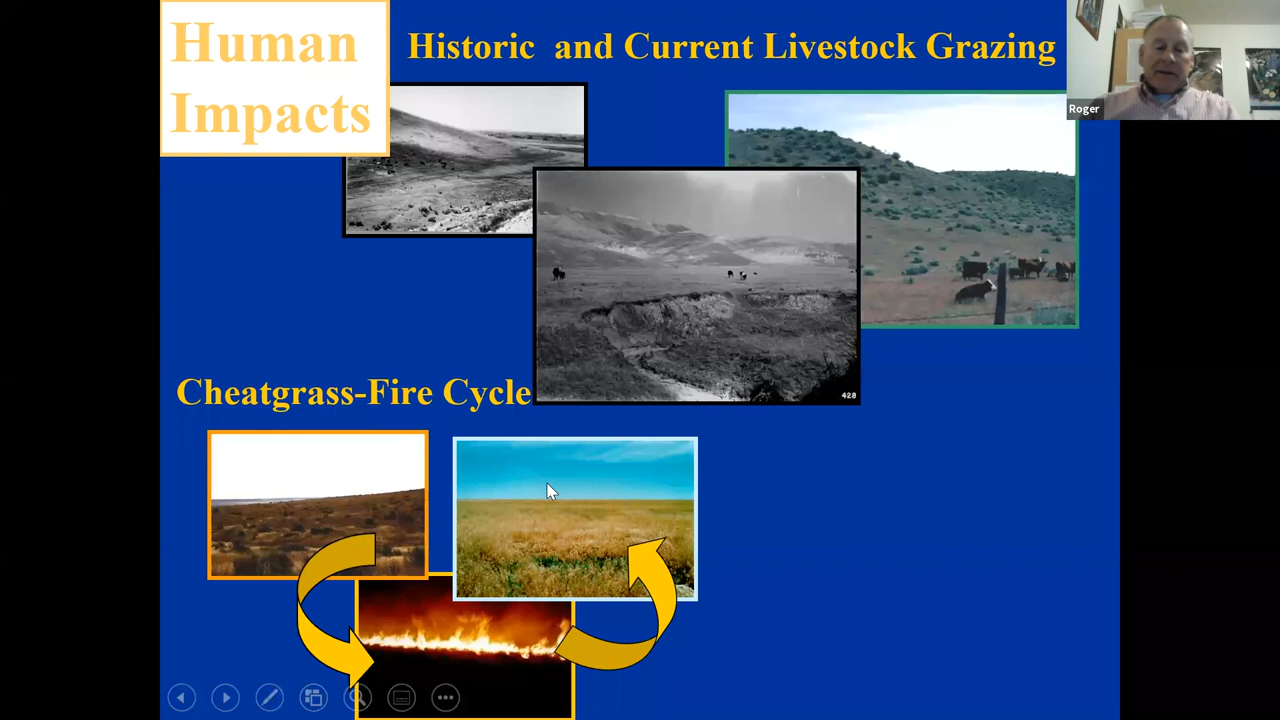 Human
Impacts
Historic and Current Livestock Grazing
Roger
428
Cheatgrass-Fire Cycle